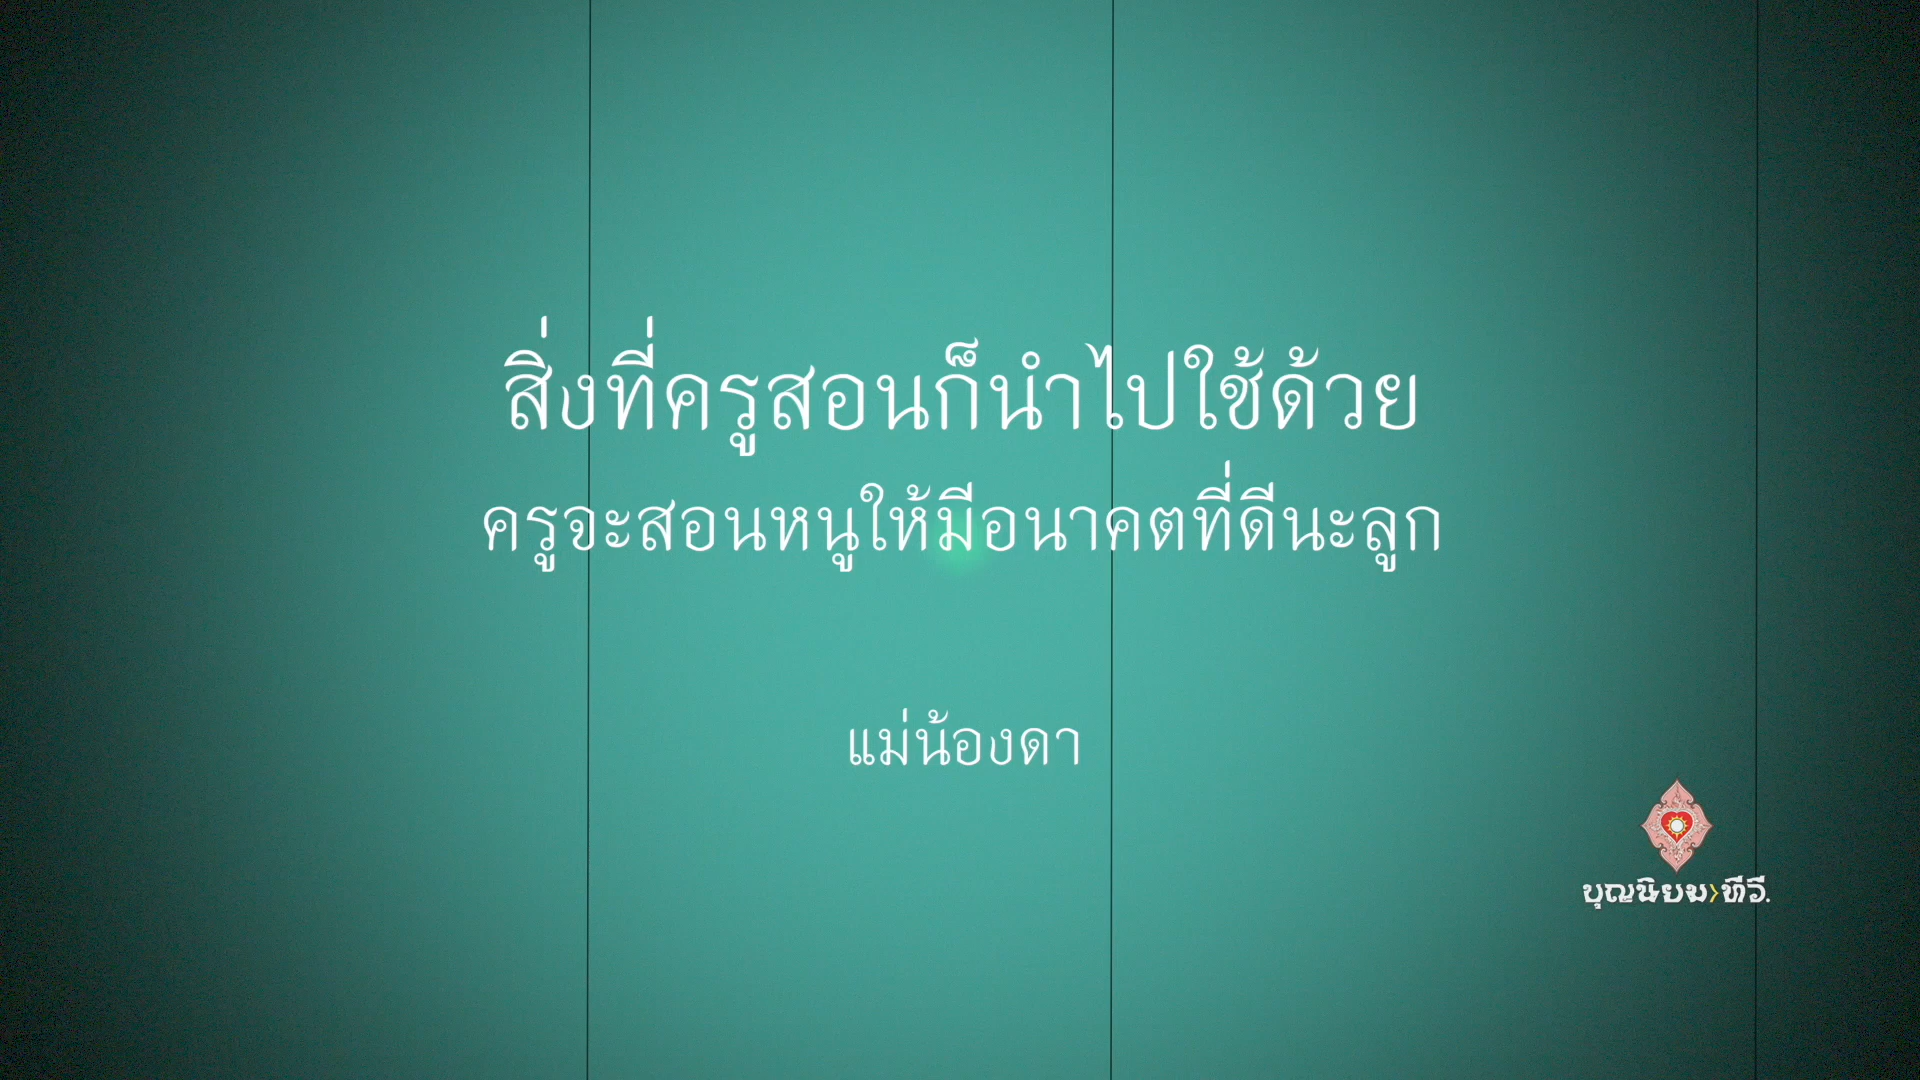 สิ่งที่ครูสอนก็นำไปใช้ด้วย
ครูจะสอนหนูให้มีอนาคตที่ดีนะลูก
แม่น้องดา
บุญนิยมทีวี.